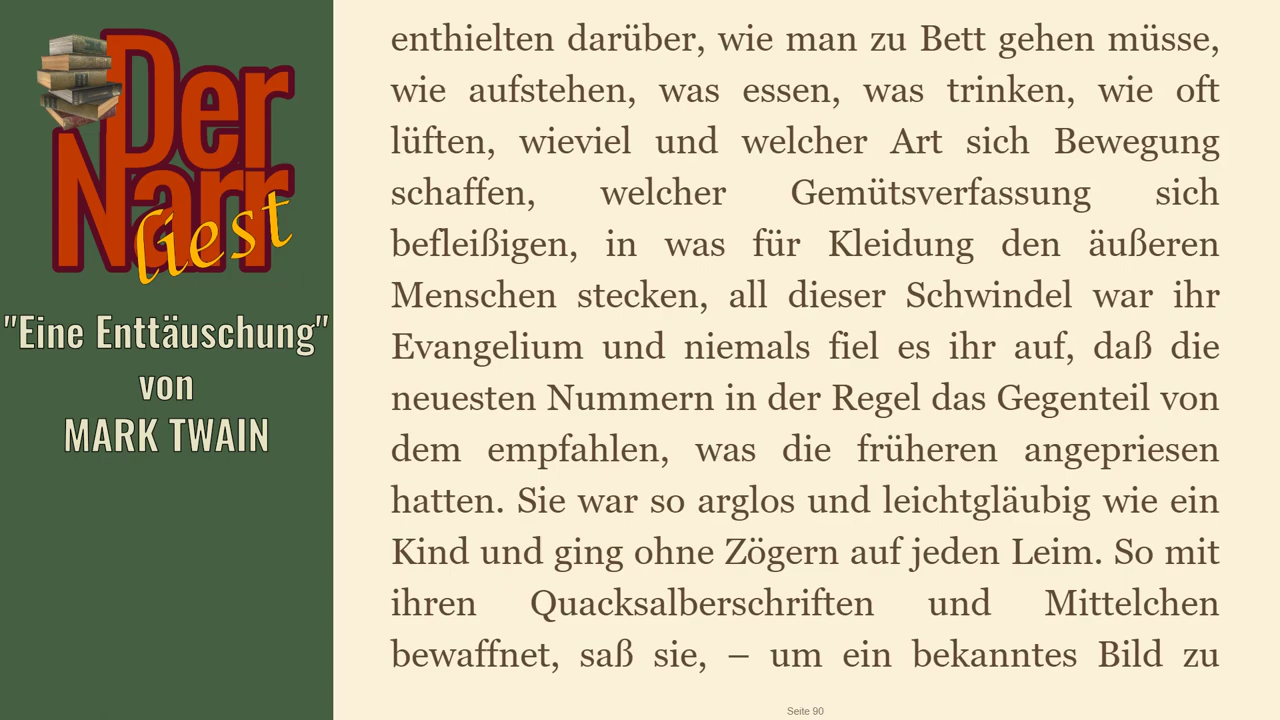 Der
Narr
liest
"Eine Enttäuschung"
von
MARK TWAIN
enthielten darüber, wie man zu Bett gehen müsse,
wie aufstehen, was essen, was trinken, wie oft
lüften, wieviel und welcher Art sich Bewegung
schaffen, welcher Gemütsverfassung sich
befleißigen, in was für Kleidung den äußeren
Menschen stecken, all dieser Schwindel war ihr
Evangelium und niemals fiel es ihr auf, daß die
neuesten Nummern in der Regel das Gegenteil von
dem empfahlen, was die früheren angepriesen
hatten. Sie war so arglos und leichtgläubig wie ein
Kind und ging ohne Zögern auf jeden Leim. So mit
ihren Quacksalberschriften und Mittelchen
bewaffnet, saß sie, – um ein bekanntes Bild zu
Seite 90